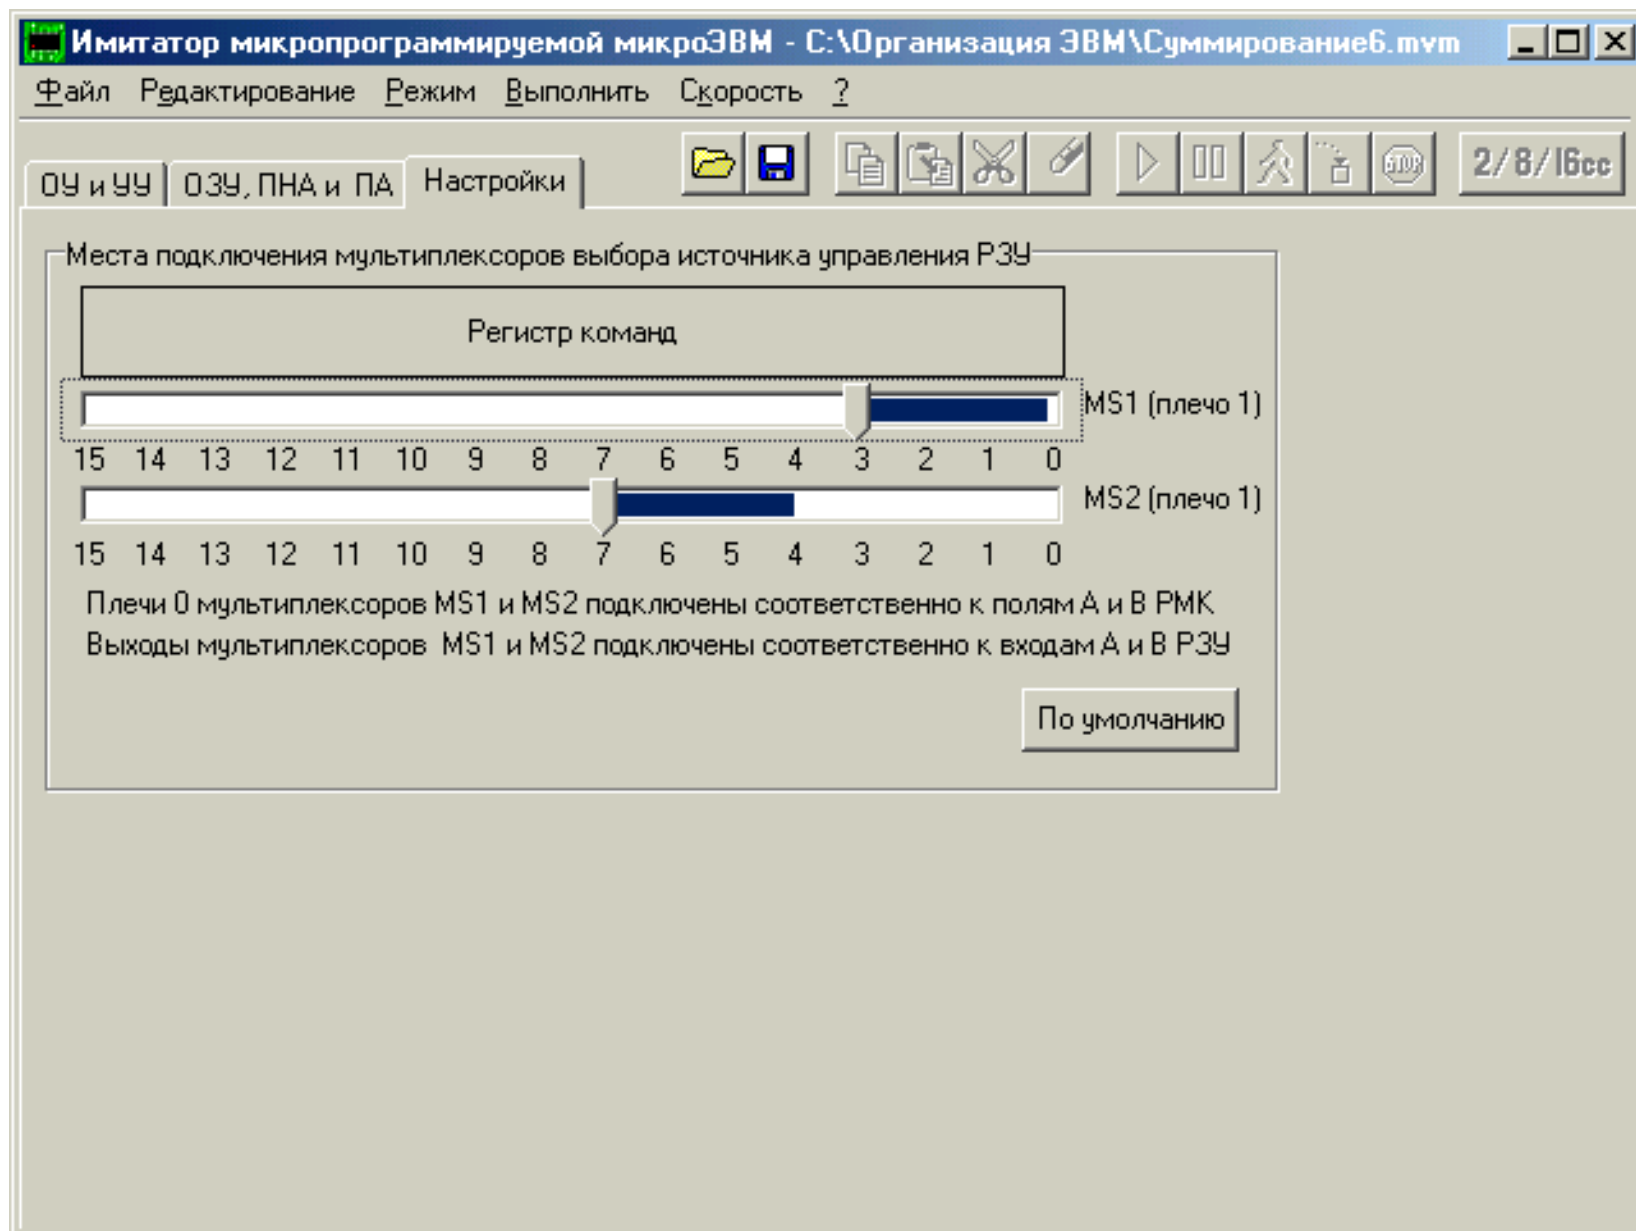 Имитатор микропрограммируемой микроЭВМ - C:\Организация ЭВМ\Суммирование6.mvm
Файл Редактирование Режим Выполнить Скорость ?
ОУ и УУ ОЗУ, ПНА и ПА Настройки STOP 2/8/16cc
Места подключения мультиплексоров выбора источника управления РЗУ
Регистр команд
MS1 (плечо 1)
15 14 13 12 11 10 9 8 7 6 5 4 3 2 1 0
MS2 (плечо 1)
15 14 13 12 11 10 9 8 7 6 5 4 3 2 1 0
Плечи 0 мультиплексоров MS1 и MS2 подключены соответственно к полям А и В РМК
Выходы мультиплексоров MS1 и MS2 подключены соответственно к входам А и В РЗУ
По умолчанию